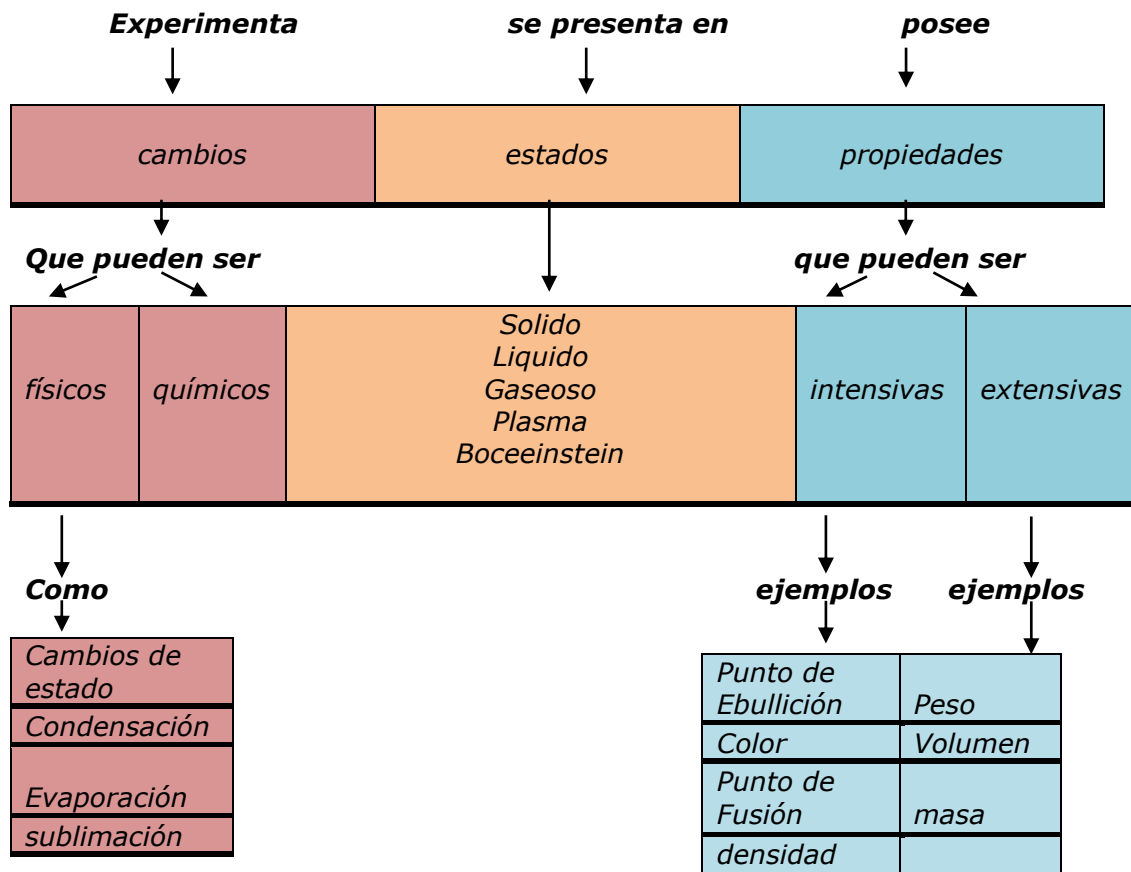 Experimenta se presenta en posee
cambios estados propiedades
Que pueden ser que pueden ser
físicos químicos
Solido
Liquido
Gaseoso
Plasma
Boceeinstein
intensivas extensivas
Como ejemplos ejemplos
Cambios de
estado
Condensación
Evaporación
sublimación
Punto de
Ebullición Peso
Color Volumen
Punto de
Fusión masa
densidad